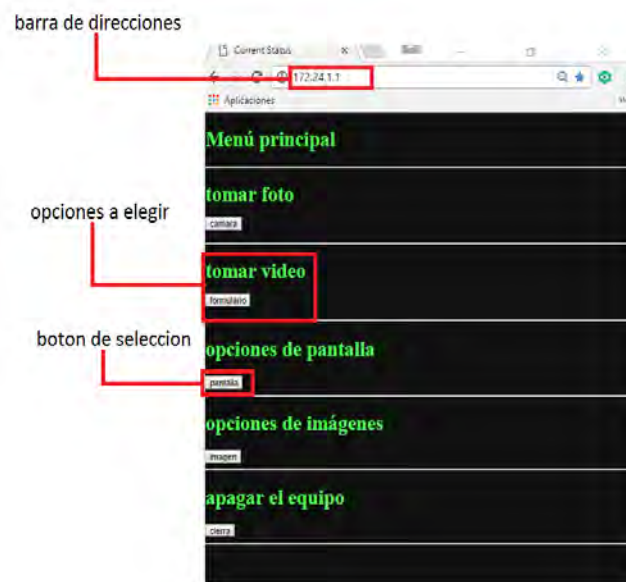 barra de direcciones
Current Status
172.24.1.1
Aplicaciones
Menú principal
tomar foto
camara
opciones a elegir
tomar video
formulario
boton de seleccion
opciones de pantalla
pantalla
opciones de imágenes
imagen
apagar el equipo
cierra